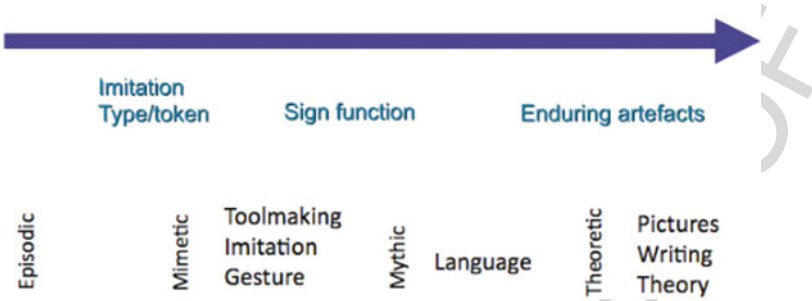 Imitation
Type/token
Sign function
Enduring artefacts
Episodic
Mimetic
Toolmaking
Imitation
Gesture
Mythic
Language
Theoretic
Pictures
Writing
Theory